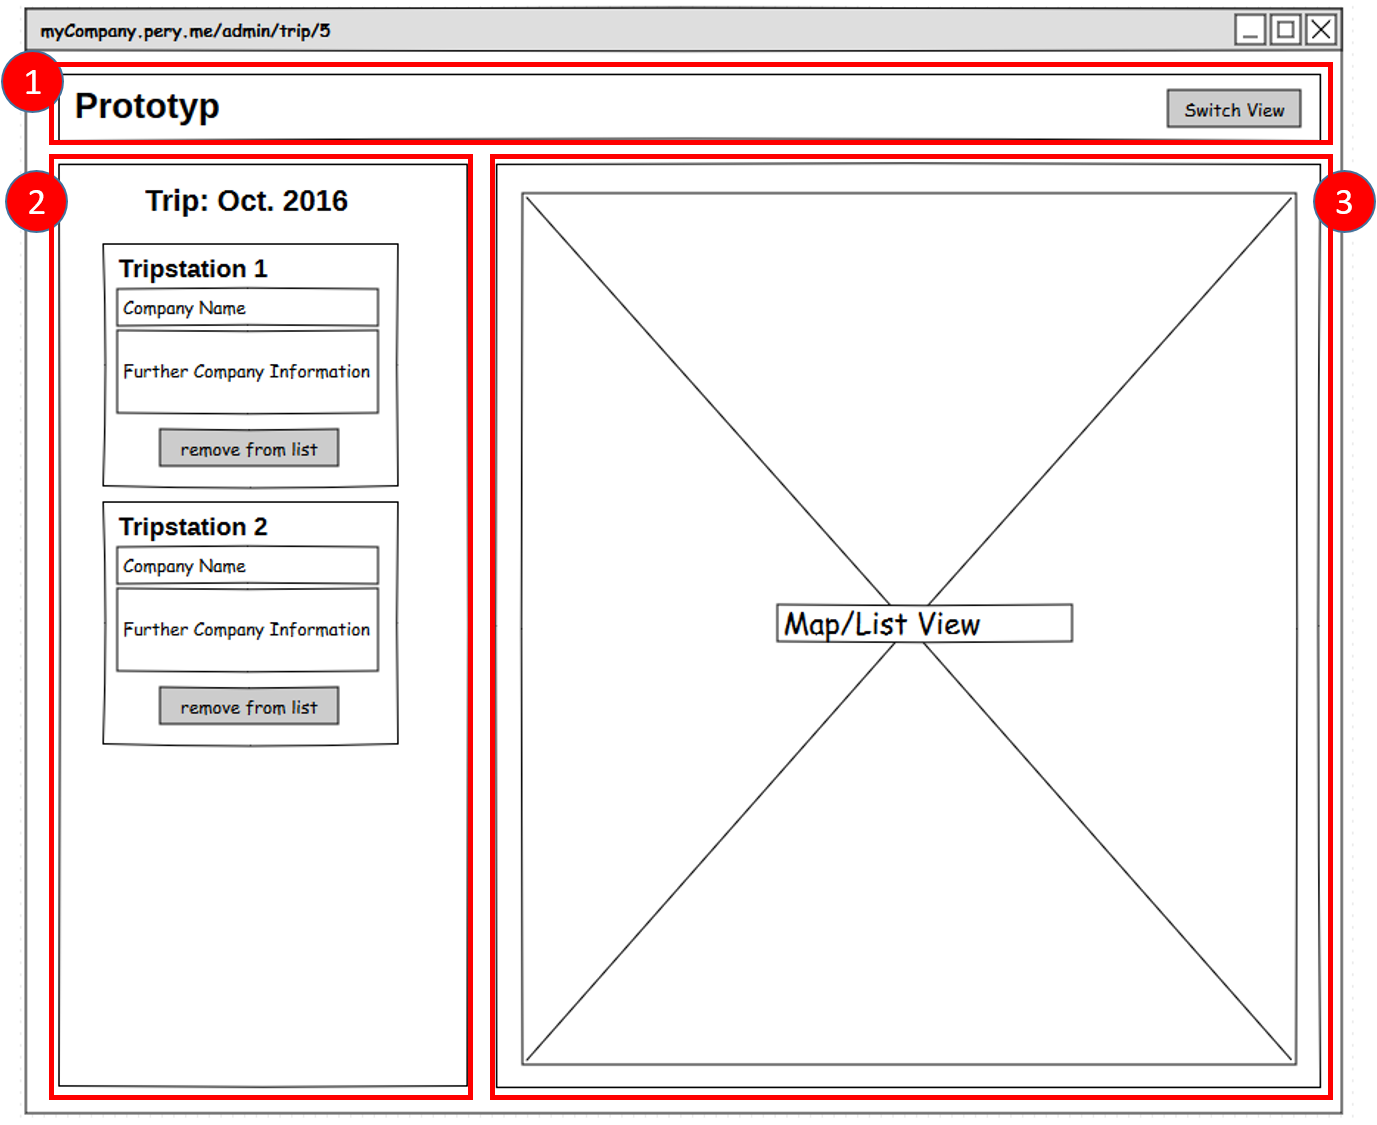 myCompany.pery.me/admin/trip/5
1
Prototyp
Switch View
2
Trip: Oct. 2016
Tripstation 1
Company Name
Further Company Information
remove from list
Tripstation 2
Company Name
Further Company Information
remove from list
3
Map/List View